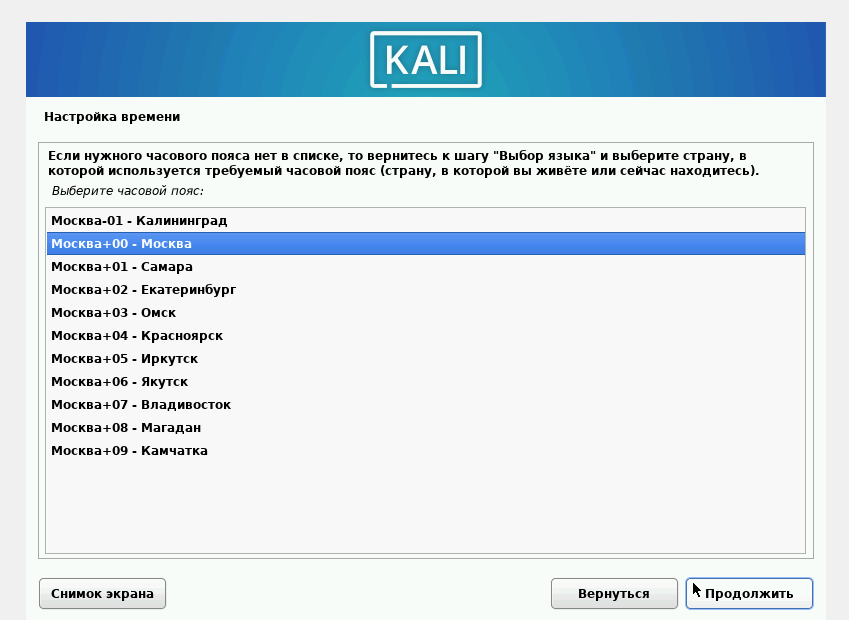 KALI
Настройка времени
Если нужного часового пояса нет в списке, то вернитесь к шагу "Выбор языка" и выберите страну, в
которой используется требуемый часовой пояс (страну, в которой вы живёте или сейчас находитесь).
Выберите часовой пояс:
Москва-01 - Калининград
Москва+00 - Москва
Москва+01 - Самара
Москва+02 - Екатеринбург
Москва+03 - Омск
Москва+04 - Красноярск
Москва+05 - Иркутск
Москва+06 - Якутск
Москва+07 - Владивосток
Москва+08 - Магадан
Москва+09 - Камчатка
Снимок экрана
Вернуться
Продолжить